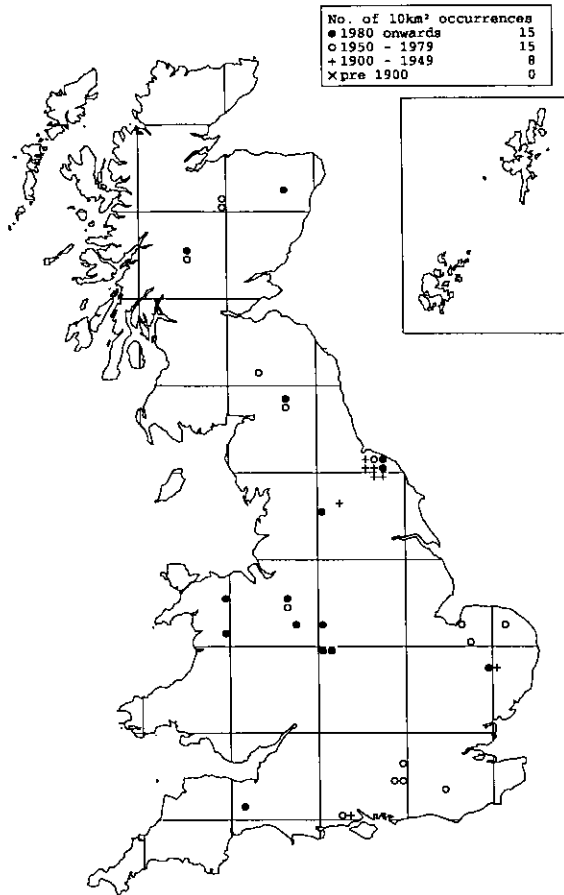 No. of 10km² occurrences
● 1980 onwards 15
○ 1950 - 1979 15
+ 1900 - 1949 8
× pre 1900 0